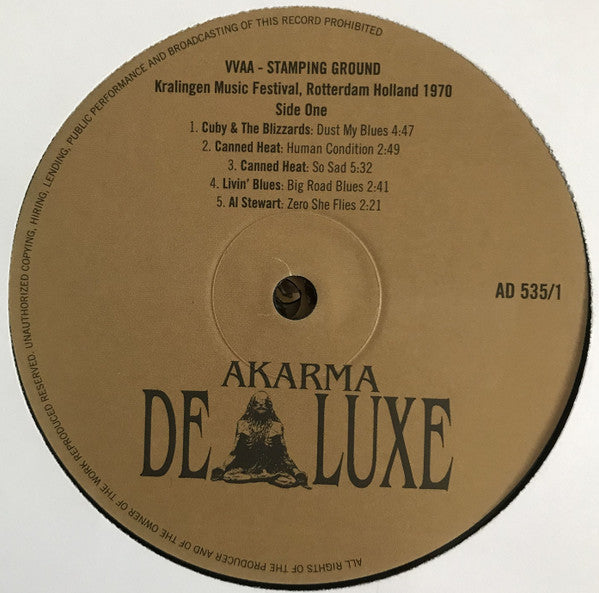 VVAA - STAMPING GROUND
Kralingen Music Festival, Rotterdam Holland 1970
Side One
1. Cuby & The Blizzards: Dust My Blues 4:47
2. Canned Heat: Human Condition 2:49
3. Canned Heat: So Sad 5:32
4. Livin' Blues: Big Road Blues 2:41
5. Al Stewart: Zero She Flies 2:21
AD 535/1
AKARMA
DE LUXE
ALL RIGHTS OF THE PRODUCER AND OF THE OWNER OF THE WORK REPRODUCED RESERVED. UNAUTHORIZED COPYING, HIRING, LENDING, PUBLIC PERFORMANCE AND BROADCASTING OF THIS RECORD PROHIBITED